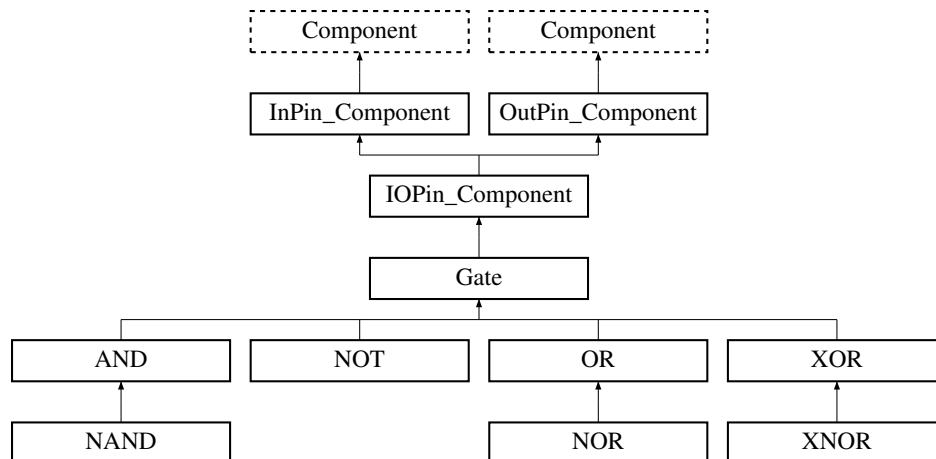 Component Component
InPin_Component OutPin_Component
IOPin_Component
Gate
AND NOT OR XOR
NAND NOR XNOR